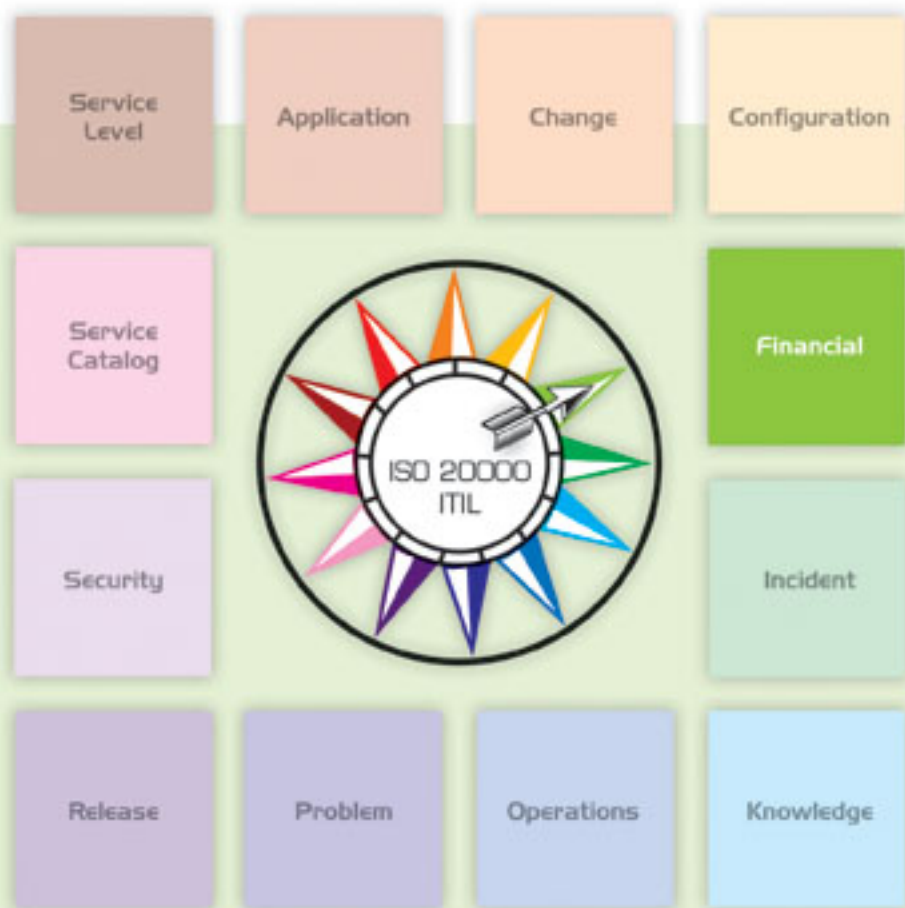 Service
Level
Application
Change
Configuration
Service
Catalog
Financial
ISO 20000
ITIL
Security
Incident
Release
Problem
Operations
Knowledge